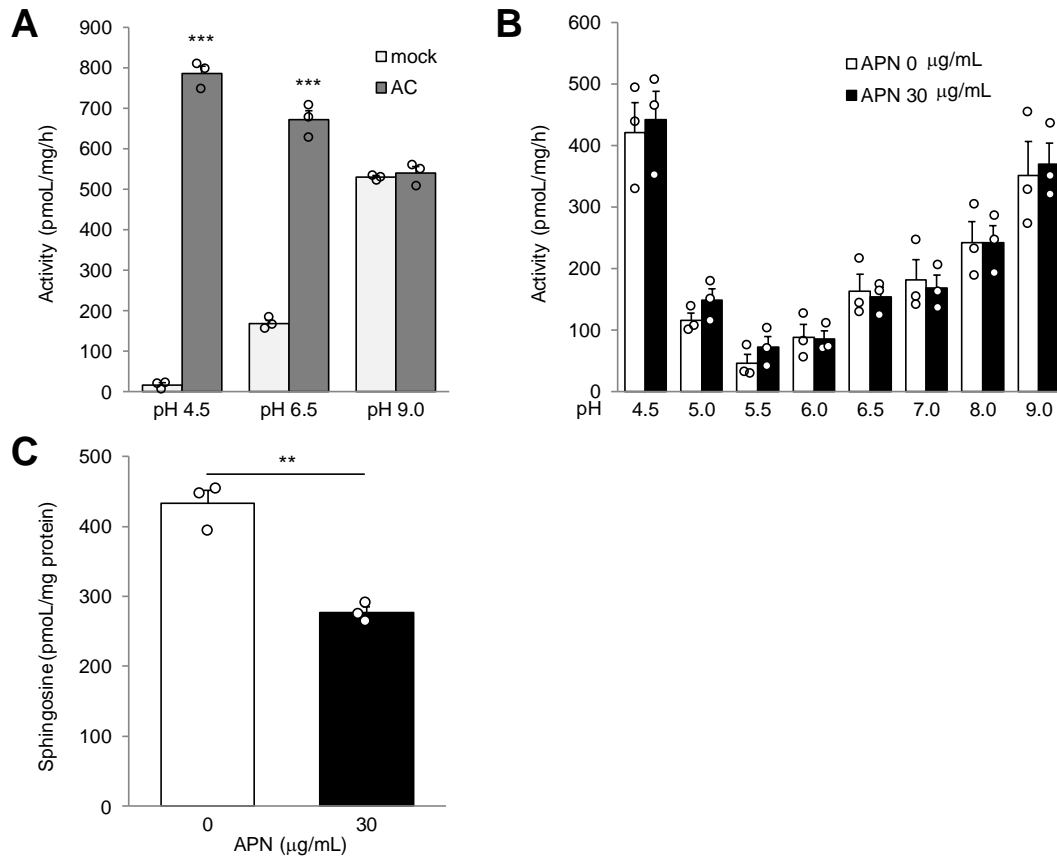 A
Activity (pmoL/mg/h)
900
800
700
600
500
400
300
200
100
0
***
***
mock
AC
pH 4.5
pH 6.5
pH 9.0
B
Activity (pmoL/mg/h)
600
500
400
300
200
100
0
APN 0 μg/mL
APN 30 μg/mL
pH
4.5
5.0
5.5
6.0
6.5
7.0
8.0
9.0
C
Sphingosine (pmoL/mg protein)
500
400
300
200
100
0
**
0
30
APN (μg/mL)